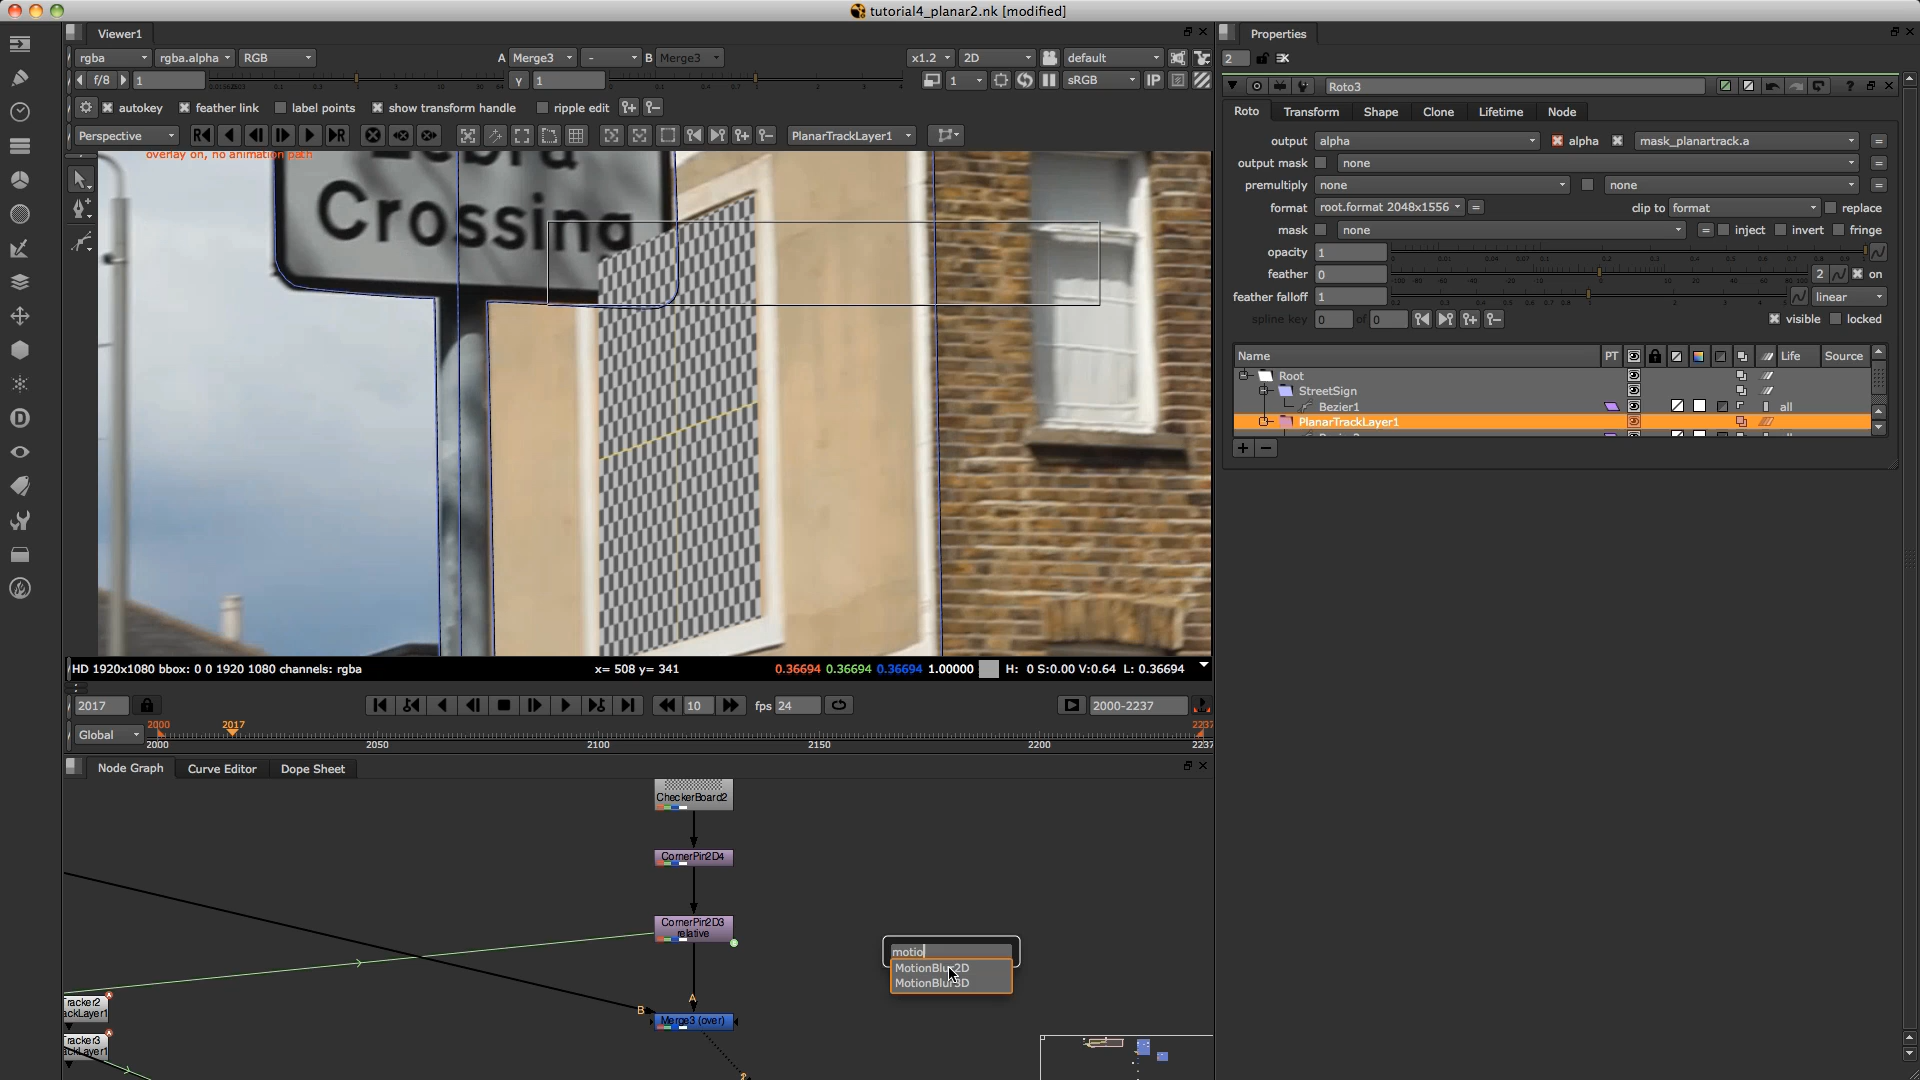 tutorial4_planar2.nk [modified]
Viewer1
Properties
rgba
rgba.alpha
RGB
A
Merge3
-
B
Merge3
x1.2
2D
default
f/8
1
Y
1
1
sRGB
IP
2
autokey
feather link
label points
show transform handle
ripple edit
Perspective
PlanarTrackLayer1
overlay on, no animation path
Zebra
Crossing
HD 1920x1080 bbox: 0 0 1920 1080 channels: rgba
x= 508 y= 341
0.36694 0.36694 0.36694 1.00000
H: 0 S:0.00 V:0.64 L: 0.36694
2017
10
fps 24
2000-2237
Global
2000
2017
2237
2000
2050
2100
2150
2200
2237
Node Graph
Curve Editor
Dope Sheet
CheckerBoard2
CornerPin2D4
CornerPin2D3
relative
A
B
Merge3 (over)
motio
MotionBlur2D
MotionBlur3D
Roto3
?
Roto
Transform
Shape
Clone
Lifetime
Node
output
alpha
alpha
mask_planartrack.a
=
output mask
none
=
premultiply
none
none
=
format
root.format 2048x1556
=
clip to
format
replace
mask
none
=
inject
invert
fringe
opacity
1
feather
0
2
on
feather falloff
1
linear
spline key
0
of
0
visible
locked
Name
PT
Life
Source
Root
StreetSign
Bezier1
all
PlanarTrackLayer1
+
−